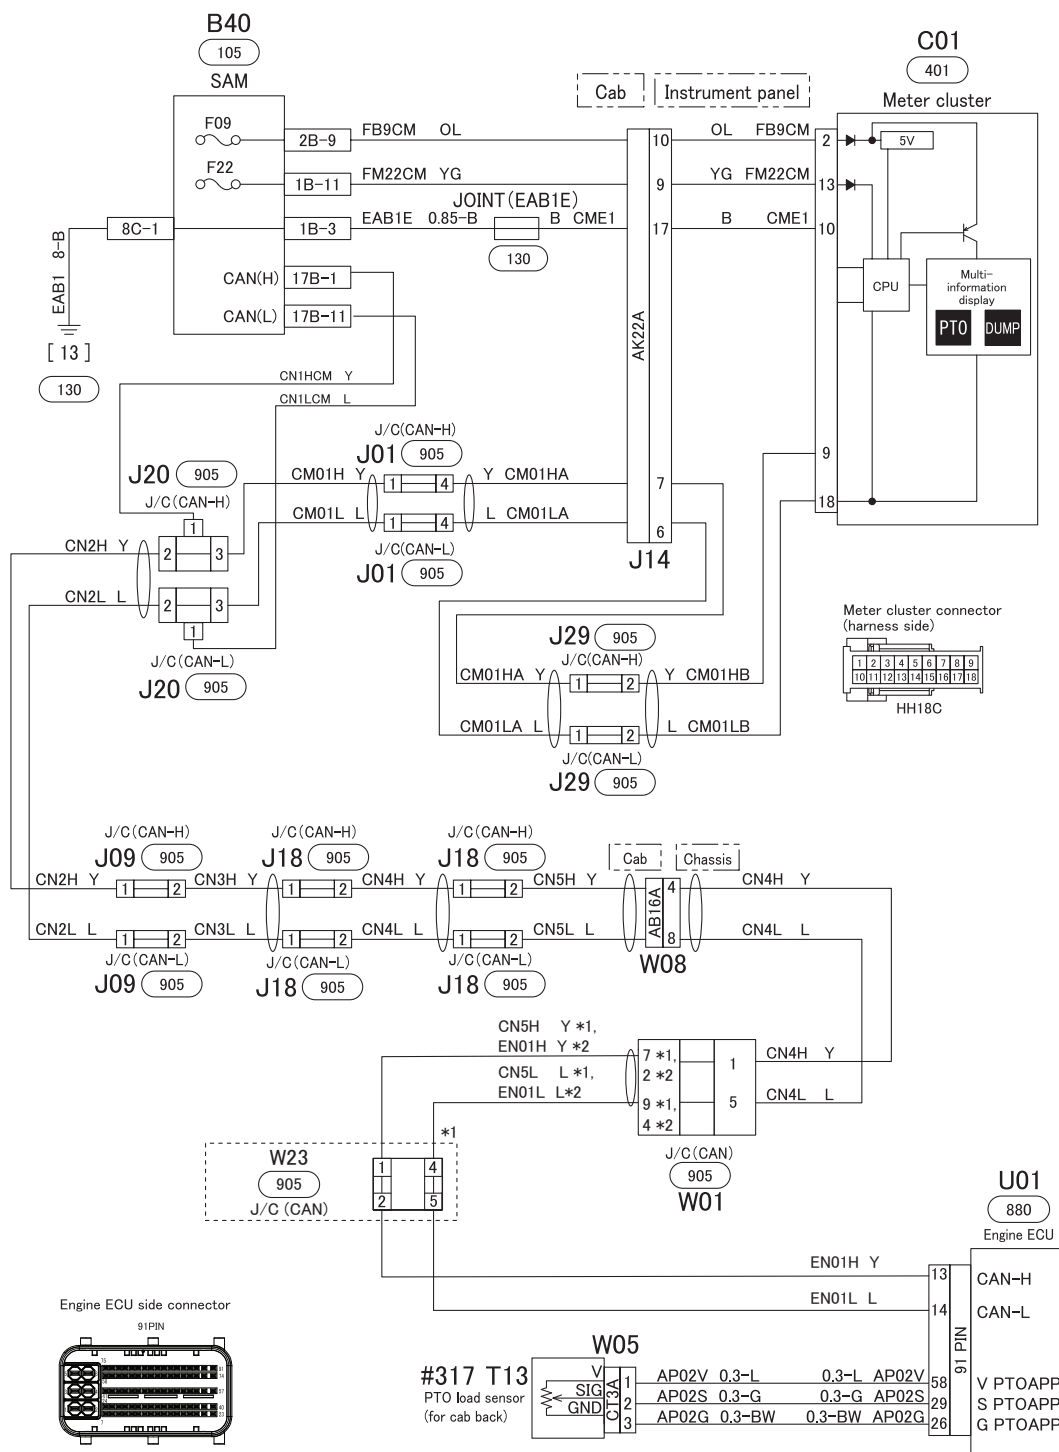 B40
105
SAM
C01
401
Meter cluster
Cab
Instrument panel
F09
2B-9
FB9CM OL
10
OL FB9CM
2
5V
F22
1B-11
FM22CM YG
9
YG FM22CM
13
JOINT(EAB1E)
8C-1
1B-3
EAB1E 0.85-B
B CME1
17
B CME1
10
130
EAB1 8-B
CAN(H)
17B-1
CPU
Multi-
information
display
PTO
DUMP
CAN(L)
17B-11
AK22A
[ 13 ]
130
CN1HCM Y
CN1LCM L
J/C(CAN-H)
J01
905
9
J20
905
J/C(CAN-H)
CM01H Y
1
4
Y CM01HA
7
18
1
CM01L L
1
4
L CM01LA
6
CN2H Y
2
3
J/C(CAN-L)
J01
905
J14
CN2L L
2
3
1
J/C(CAN-L)
J20
905
Meter cluster connector
(harness side)
1 2 3 4 5 6 7 8 9
10 11 12 13 14 15 16 17 18
HH18C
J29
905
J/C(CAN-H)
CM01HA Y
1
2
Y CM01HB
CM01LA L
1
2
L CM01LB
J/C(CAN-L)
J29
905
J/C(CAN-H)
J09
905
J/C(CAN-H)
J18
905
J/C(CAN-H)
J18
905
Cab
Chassis
CN2H Y
1
2
CN3H Y
1
2
CN4H Y
1
2
CN5H Y
4
CN4H Y
AB16A
CN2L L
1
2
CN3L L
1
2
CN4L L
1
2
CN5L L
8
CN4L L
J/C(CAN-L)
J09
905
J/C(CAN-L)
J18
905
J/C(CAN-L)
J18
905
W08
CN5H Y *1,
EN01H Y *2
CN5L L *1,
EN01L L*2
7 *1,
2 *2
1
CN4H Y
9 *1,
4 *2
5
CN4L L
*1
J/C(CAN)
905
W01
W23
905
J/C (CAN)
1
4
2
5
U01
880
Engine ECU
EN01H Y
13
CAN-H
EN01L L
14
CAN-L
91 PIN
Engine ECU side connector
91PIN
W05
#317 T13
PTO load sensor
(for cab back)
V
SIG
GND
CT3A
1
AP02V 0.3-L
0.3-L AP02V
58
V PTOAPP
2
AP02S 0.3-G
0.3-G AP02S
29
S PTOAPP
3
AP02G 0.3-BW
0.3-BW AP02G
26
G PTOAPP